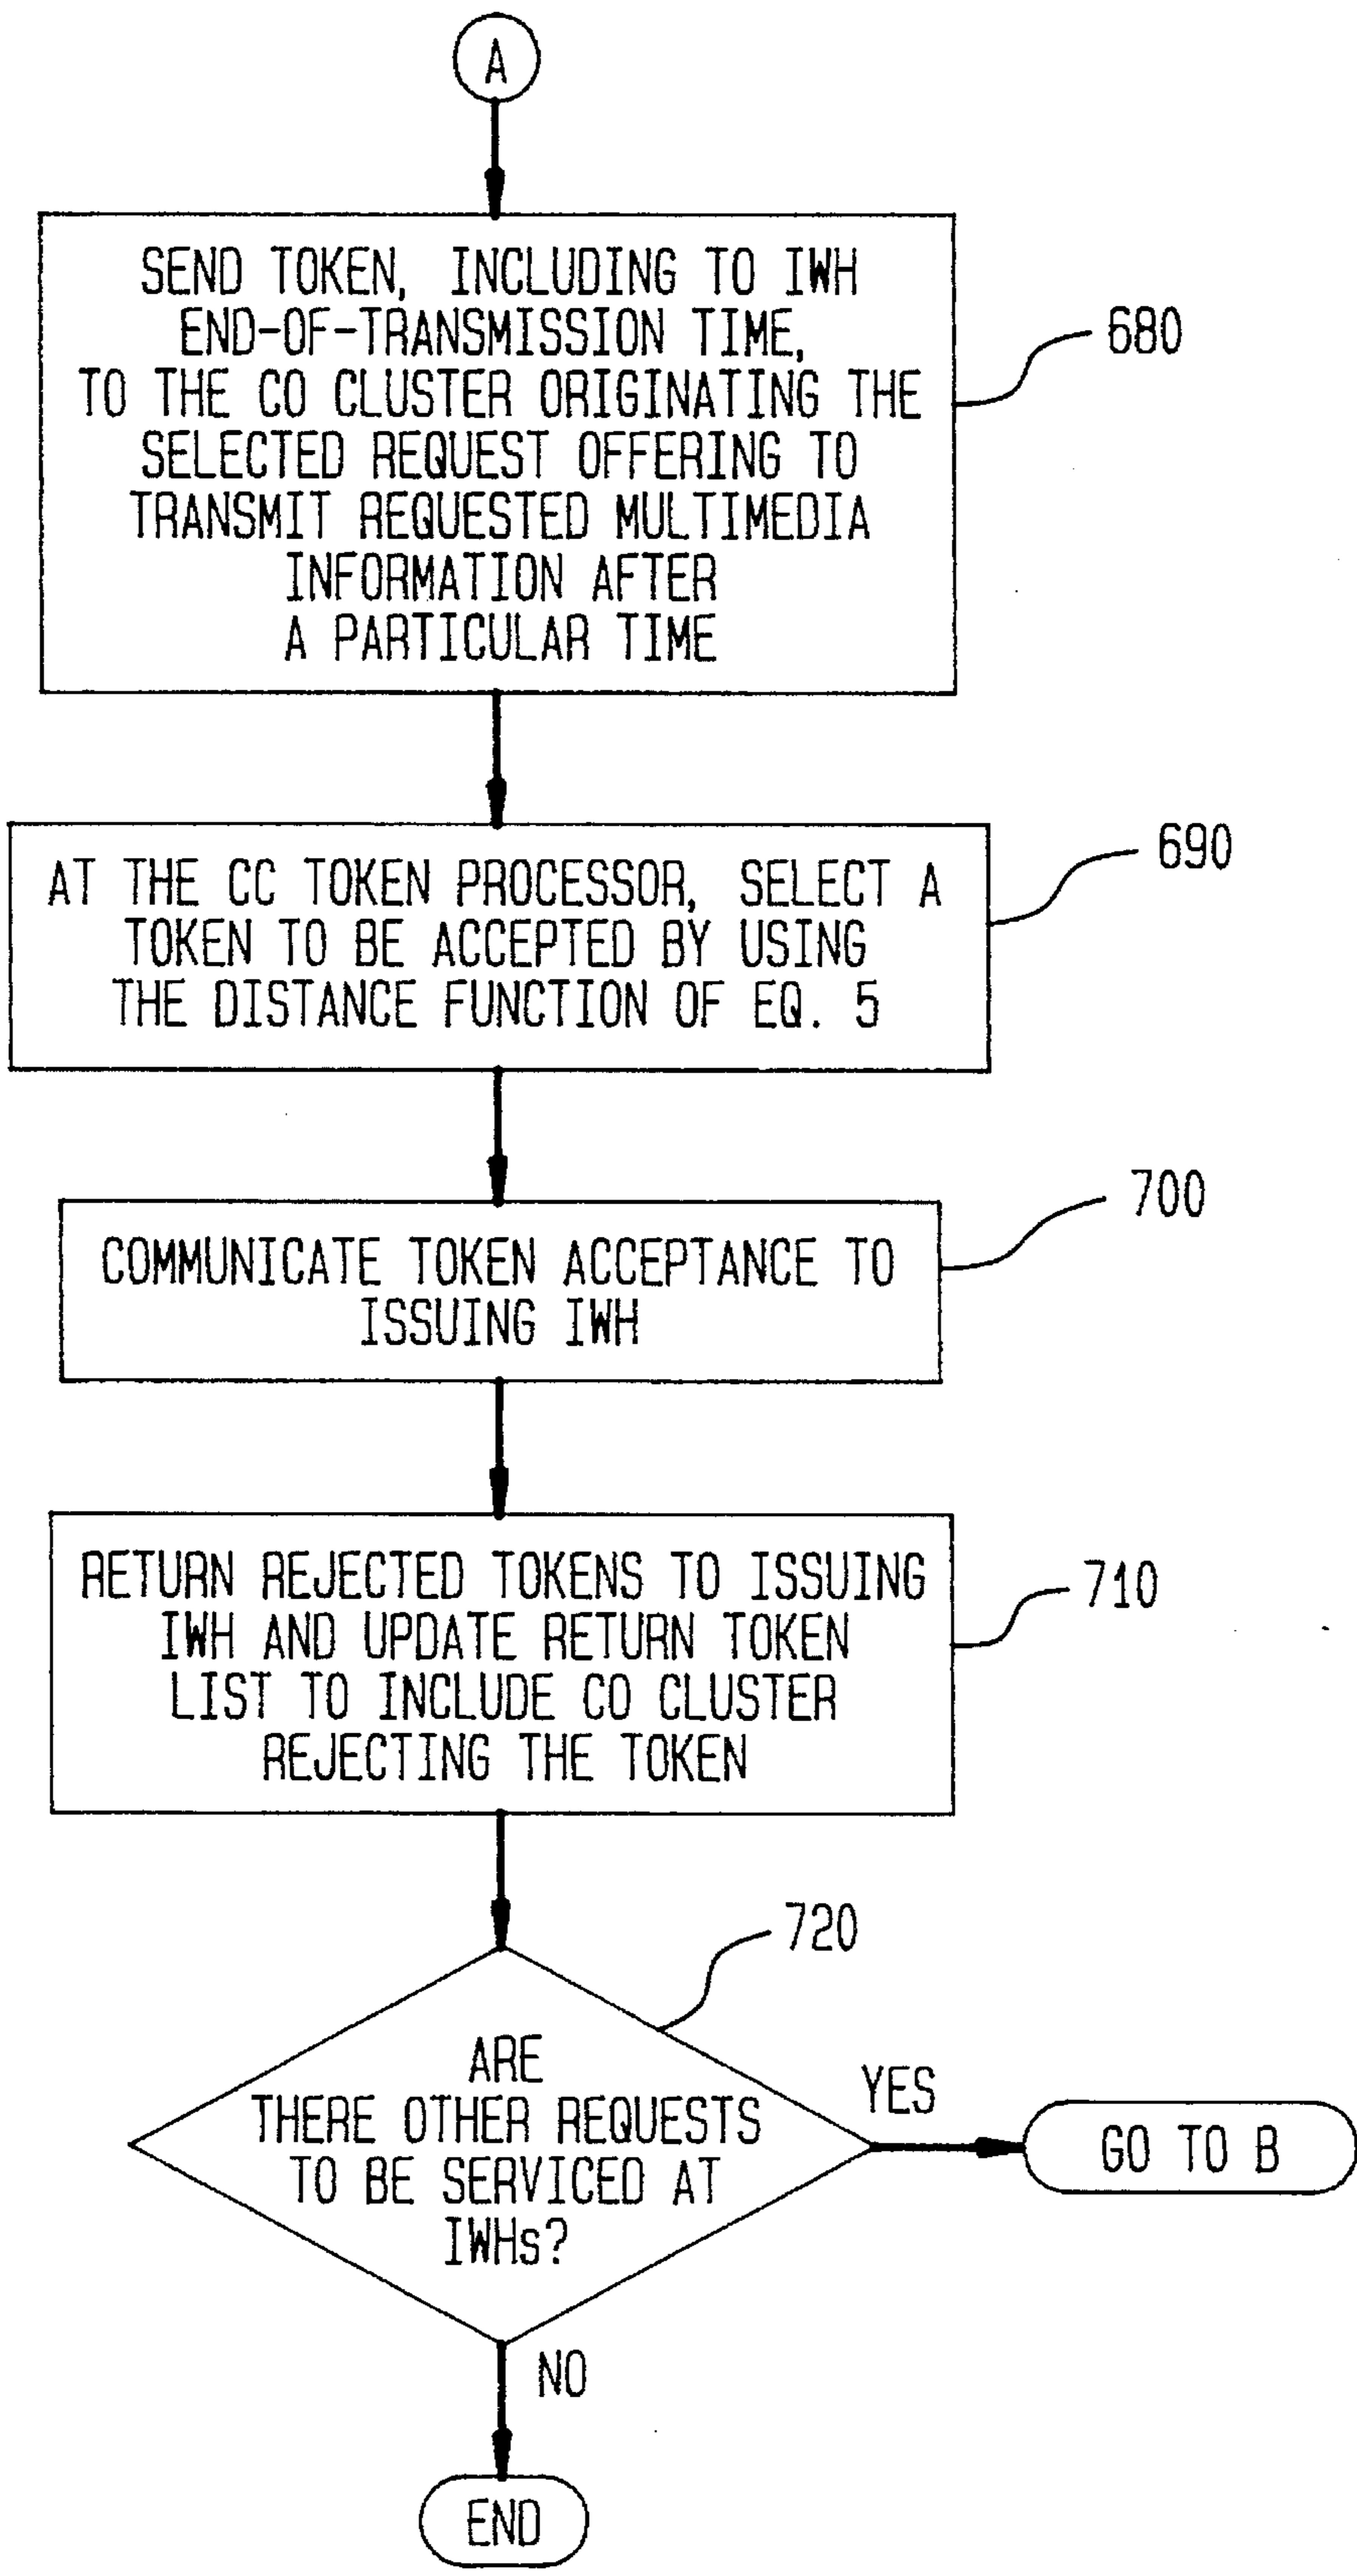 A
SEND TOKEN, INCLUDING TO IWH
END-OF-TRANSMISSION TIME,
TO THE CO CLUSTER ORIGINATING THE
SELECTED REQUEST OFFERING TO
TRANSMIT REQUESTED MULTIMEDIA
INFORMATION AFTER
A PARTICULAR TIME
680
AT THE CC TOKEN PROCESSOR, SELECT A
TOKEN TO BE ACCEPTED BY USING
THE DISTANCE FUNCTION OF EQ. 5
690
COMMUNICATE TOKEN ACCEPTANCE TO
ISSUING IWH
700
RETURN REJECTED TOKENS TO ISSUING
IWH AND UPDATE RETURN TOKEN
LIST TO INCLUDE CO CLUSTER
REJECTING THE TOKEN
710
720
ARE
THERE OTHER REQUESTS
TO BE SERVICED AT
IWHs?
YES
GO TO B
NO
END